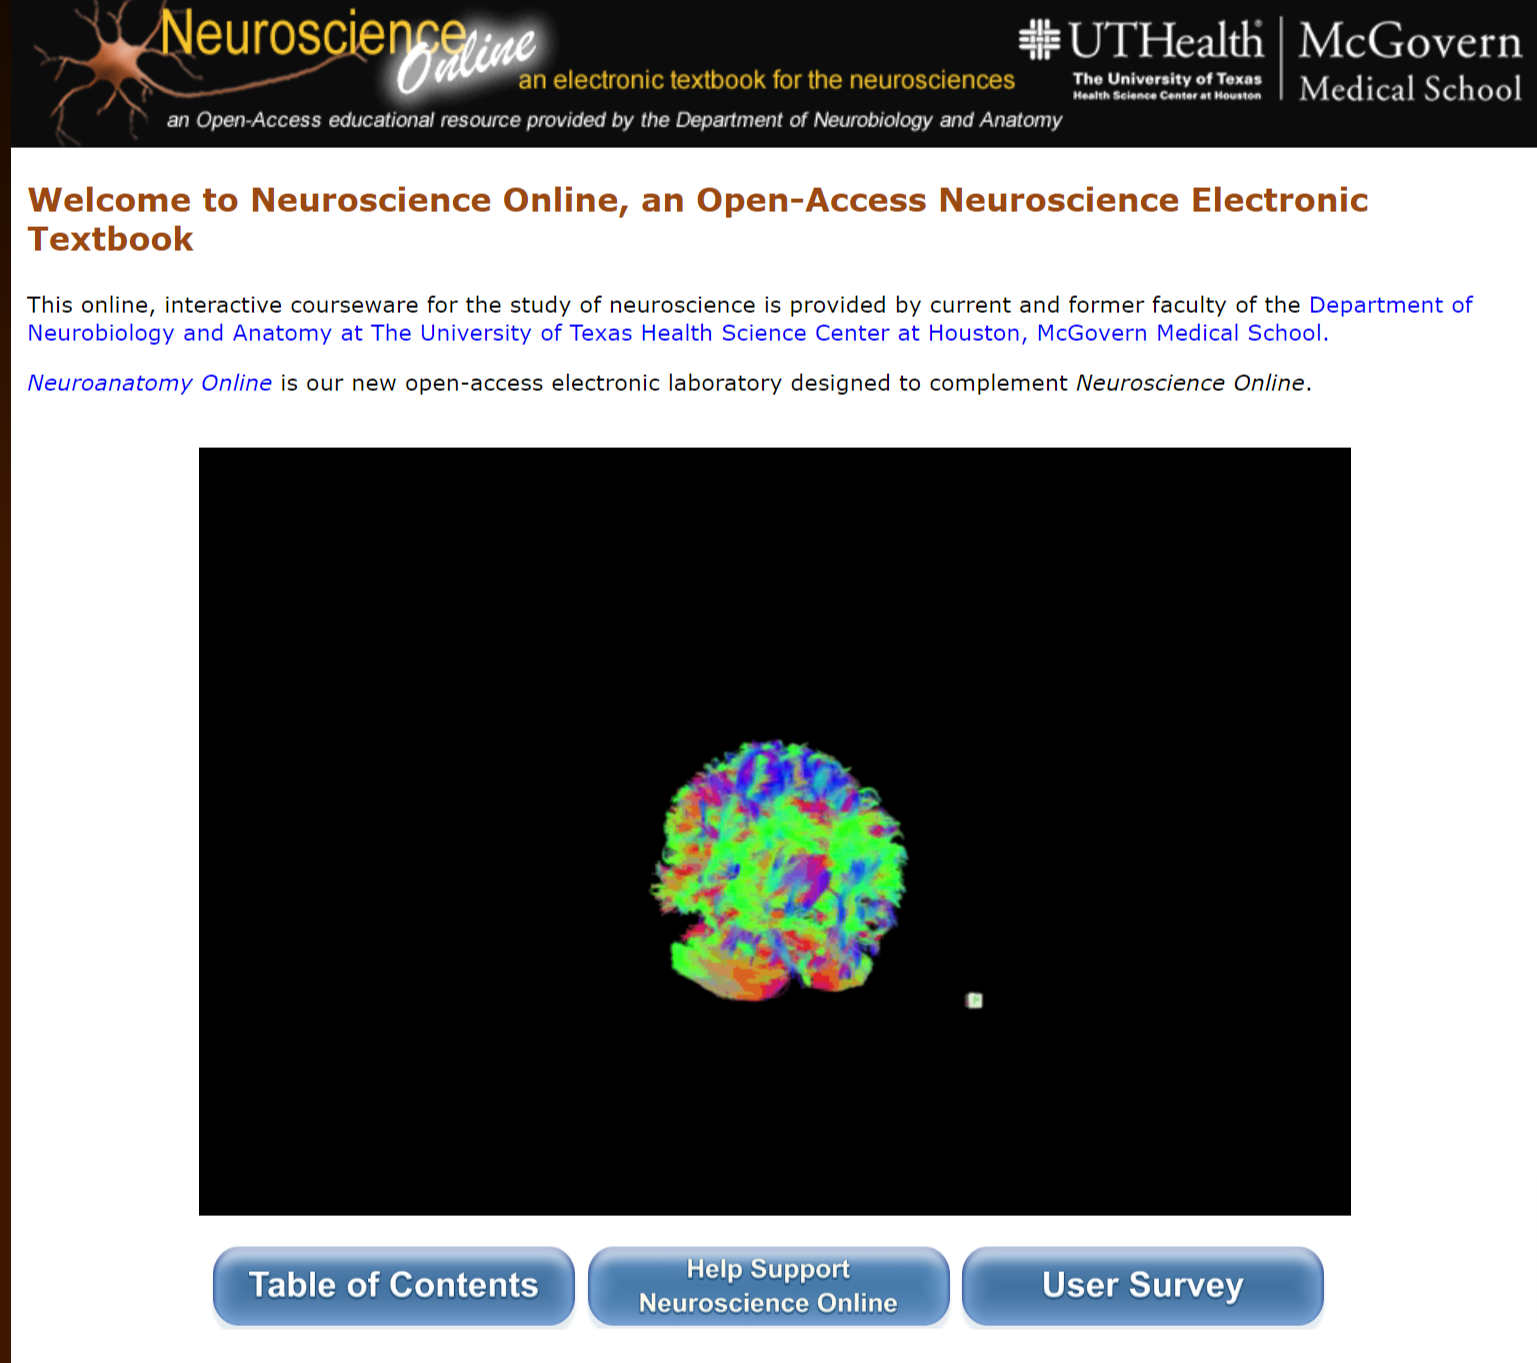 Neuroscience Online
an electronic textbook for the neurosciences
an Open-Access educational resource provided by the Department of Neurobiology and Anatomy
UTHealth®
The University of Texas
Health Science Center at Houston
McGovern
Medical School
Welcome to Neuroscience Online, an Open-Access Neuroscience Electronic
Textbook
This online, interactive courseware for the study of neuroscience is provided by current and former faculty of the Department of
Neurobiology and Anatomy at The University of Texas Health Science Center at Houston, McGovern Medical School.
Neuroanatomy Online is our new open-access electronic laboratory designed to complement Neuroscience Online.
Table of Contents
Help Support
Neuroscience Online
User Survey